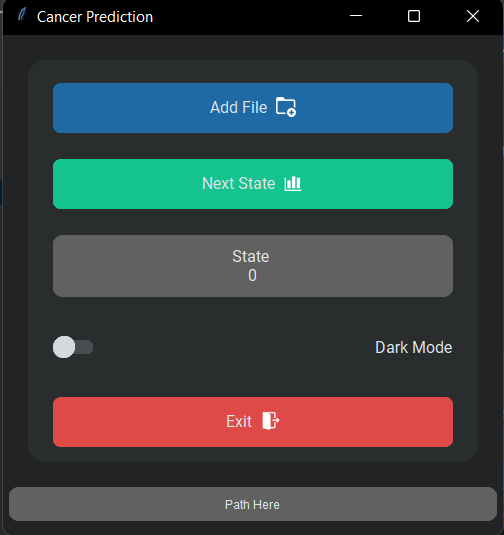 Cancer Prediction
Add File
Next State
State
0
Dark Mode
Exit
Path Here